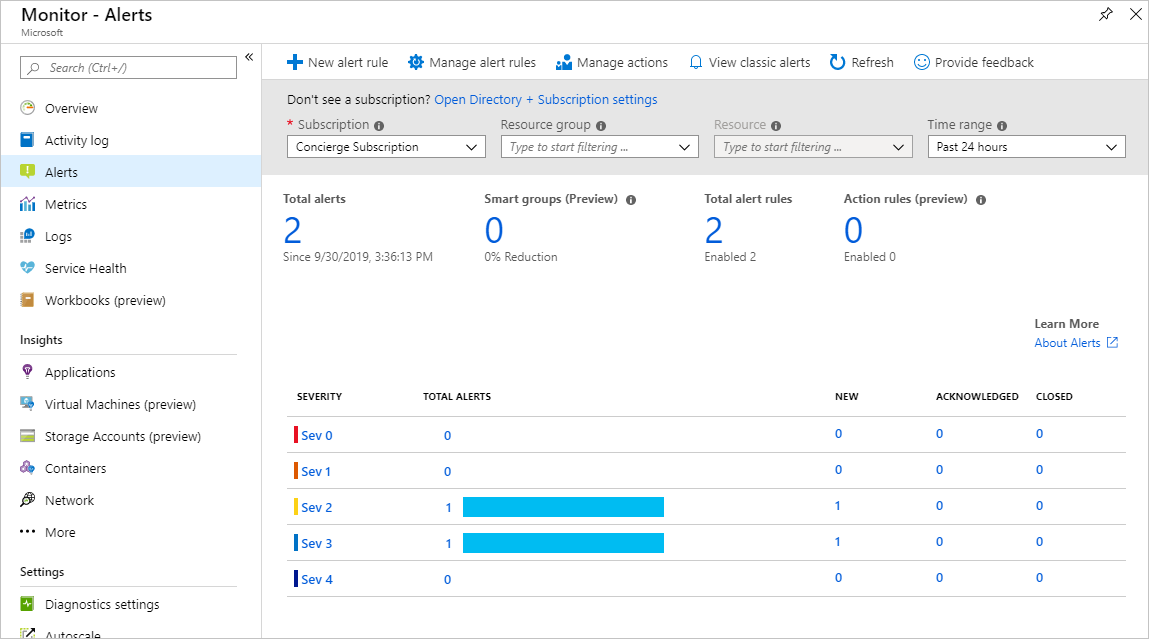 Monitor - Alerts
Microsoft
Search (Ctrl+/)
«
Overview
Activity log
Alerts
Metrics
Logs
Service Health
Workbooks (preview)
Insights
Applications
Virtual Machines (preview)
Storage Accounts (preview)
Containers
Network
More
Settings
Diagnostics settings
Autoscale
New alert rule Manage alert rules Manage actions View classic alerts Refresh Provide feedback
Don't see a subscription? Open Directory + Subscription settings
* Subscription Resource group Resource Time range
Concierge Subscription Type to start filtering ... Type to start filtering ... Past 24 hours
Total alerts Smart groups (Preview) Total alert rules Action rules (preview)
2 0 2 0
Since 9/30/2019, 3:36:13 PM 0% Reduction Enabled 2 Enabled 0
Learn More
About Alerts
SEVERITY TOTAL ALERTS NEW ACKNOWLEDGED CLOSED
Sev 0 0 0 0 0
Sev 1 0 0 0 0
Sev 2 1 1 0 0
Sev 3 1 1 0 0
Sev 4 0 0 0 0